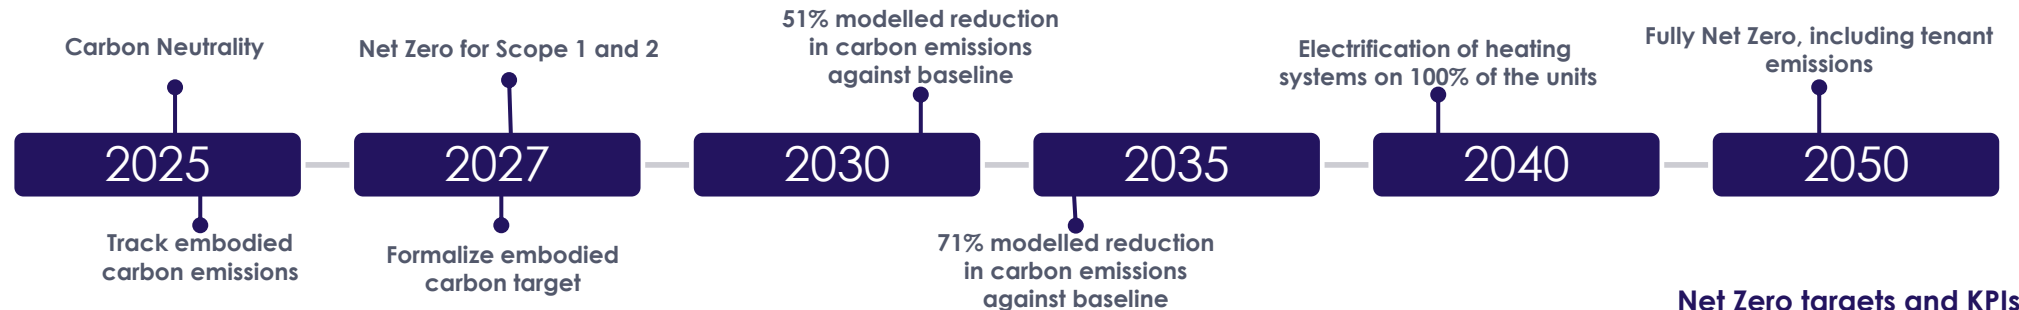 Carbon Neutrality
Net Zero for Scope 1 and 2
51% modelled reduction
in carbon emissions
against baseline
Electrification of heating
systems on 100% of the units
Fully Net Zero, including tenant
emissions
2025
2027
2030
2035
2040
2050
Track embodied
carbon emissions
Formalize embodied
carbon target
71% modelled reduction
in carbon emissions
against baseline
Net Zero targets and KPIs